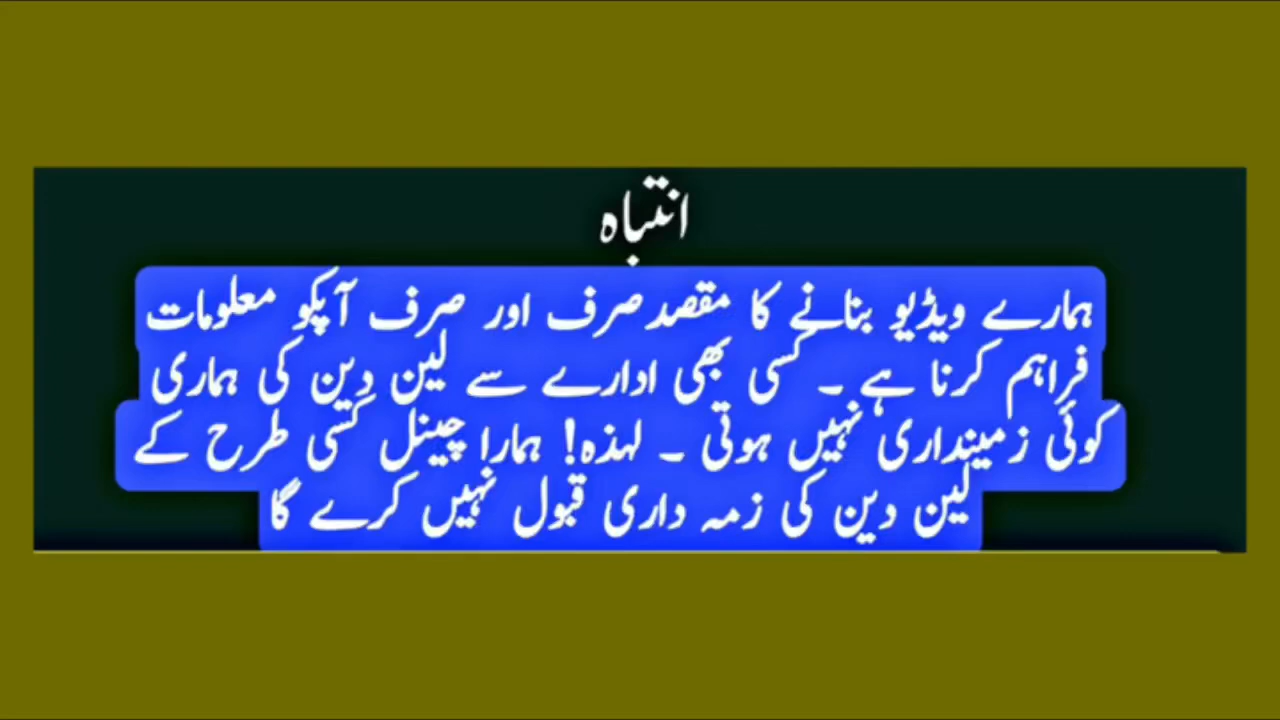 انتباہ
ہمارے ویڈیو بنانے کا مقصد صرف اور صرف آپکو معلومات
فراہم کرنا ہے ۔ کسی بھی ادارے سے لین دین کی ہماری
کوئی زمینداری نہیں ہوتی ۔ لہذہ! ہمارا چینل کسی طرح کے
لین دین کی زمہ داری قبول نہیں کرے گا